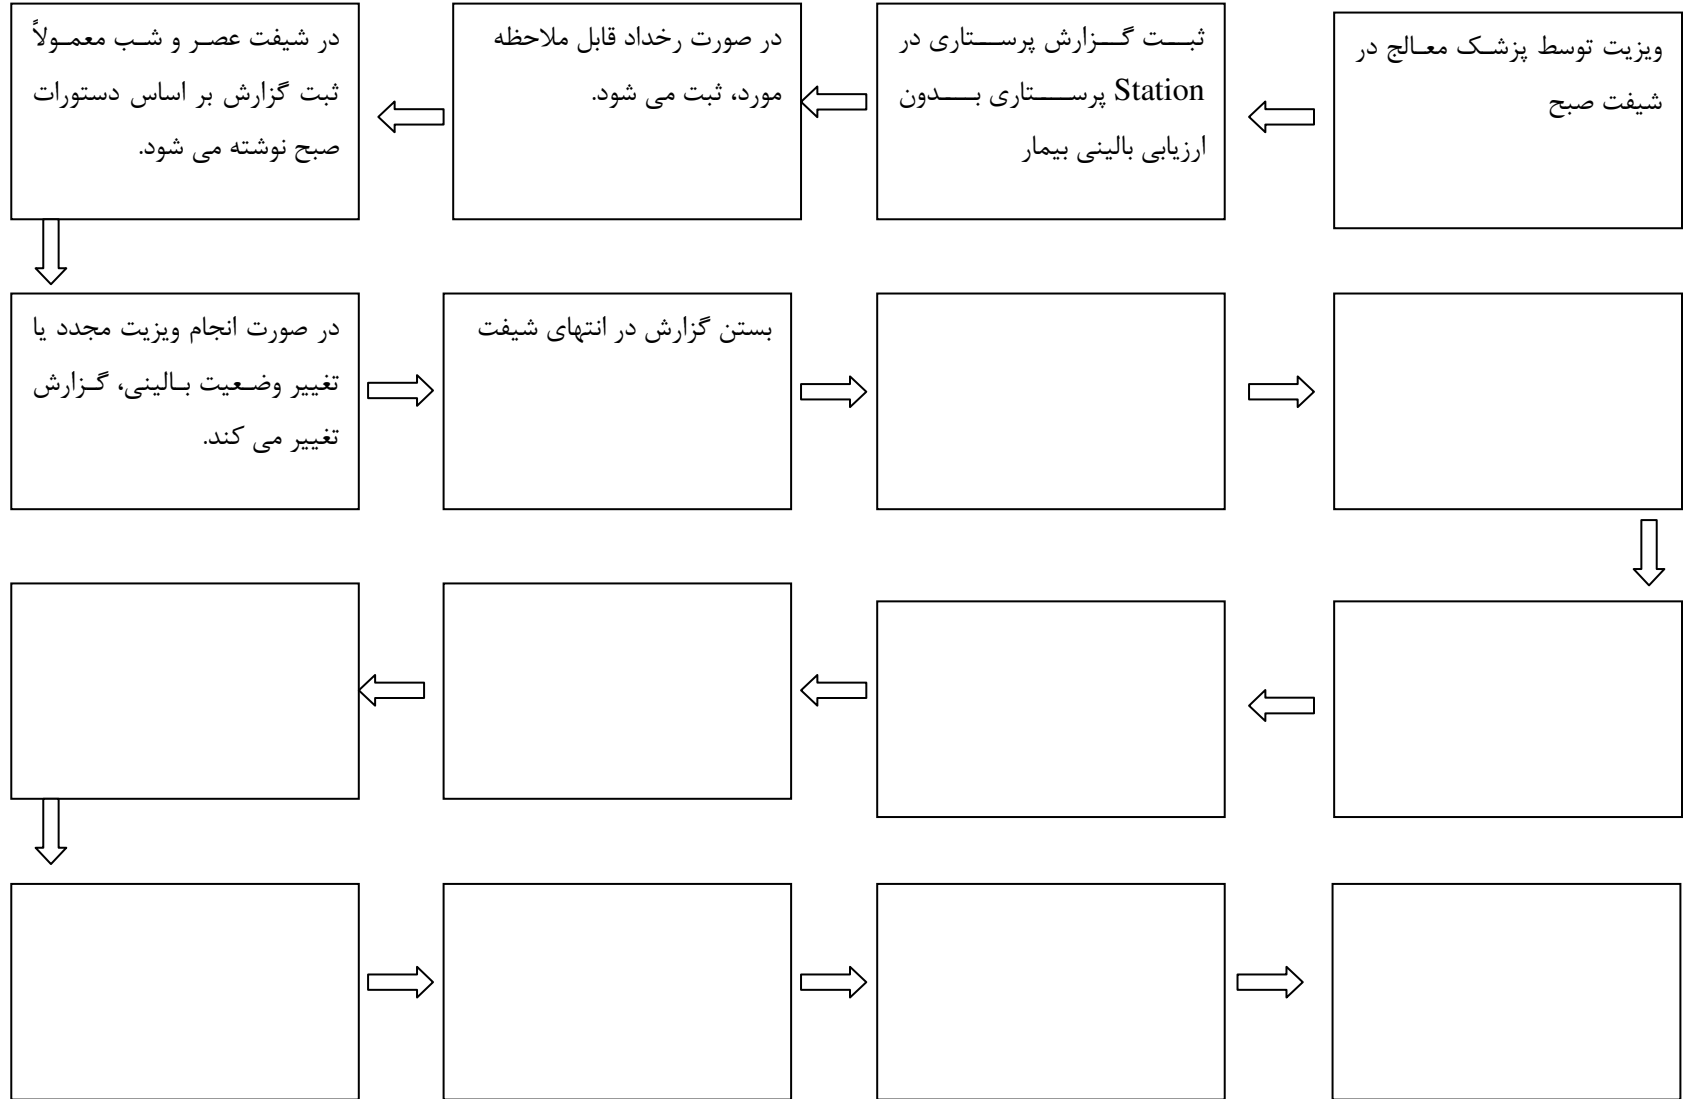 ویزیت توسط پزشک معالج در
شیفت صبح
ثبت گزارش پرستاری در
Station پرستاری بدون
ارزیابی بالینی بیمار
در صورت رخداد قابل ملاحظه
مورد، ثبت می شود.
در شیفت عصر و شب معمولاً
ثبت گزارش بر اساس دستورات
صبح نوشته می شود.
در صورت انجام ویزیت مجدد یا
تغییر وضعیت بالینی، گزارش
تغییر می کند.
بستن گزارش در انتهای شیفت